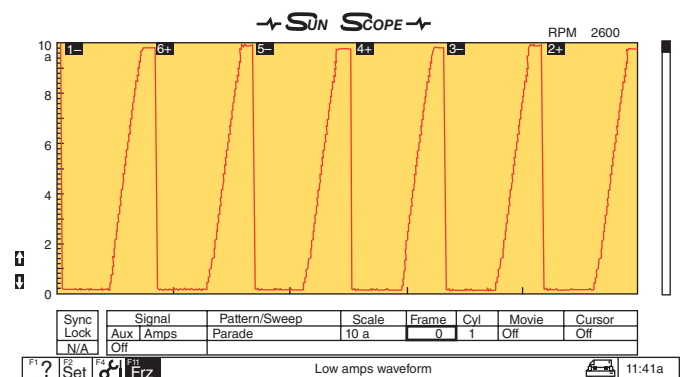 SUN SCOPE
RPM 2600
10
a
1– 6+ 5– 4+ 3– 2+
8
6
4
2
0
Sync Lock Signal Pattern/Sweep Scale Frame Cyl Movie Cursor
Aux Amps Parade 10 a 0 1 Off Off
N/A Off
F1 ? F2 Set F4 F11 Frz Low amps waveform 11:41a